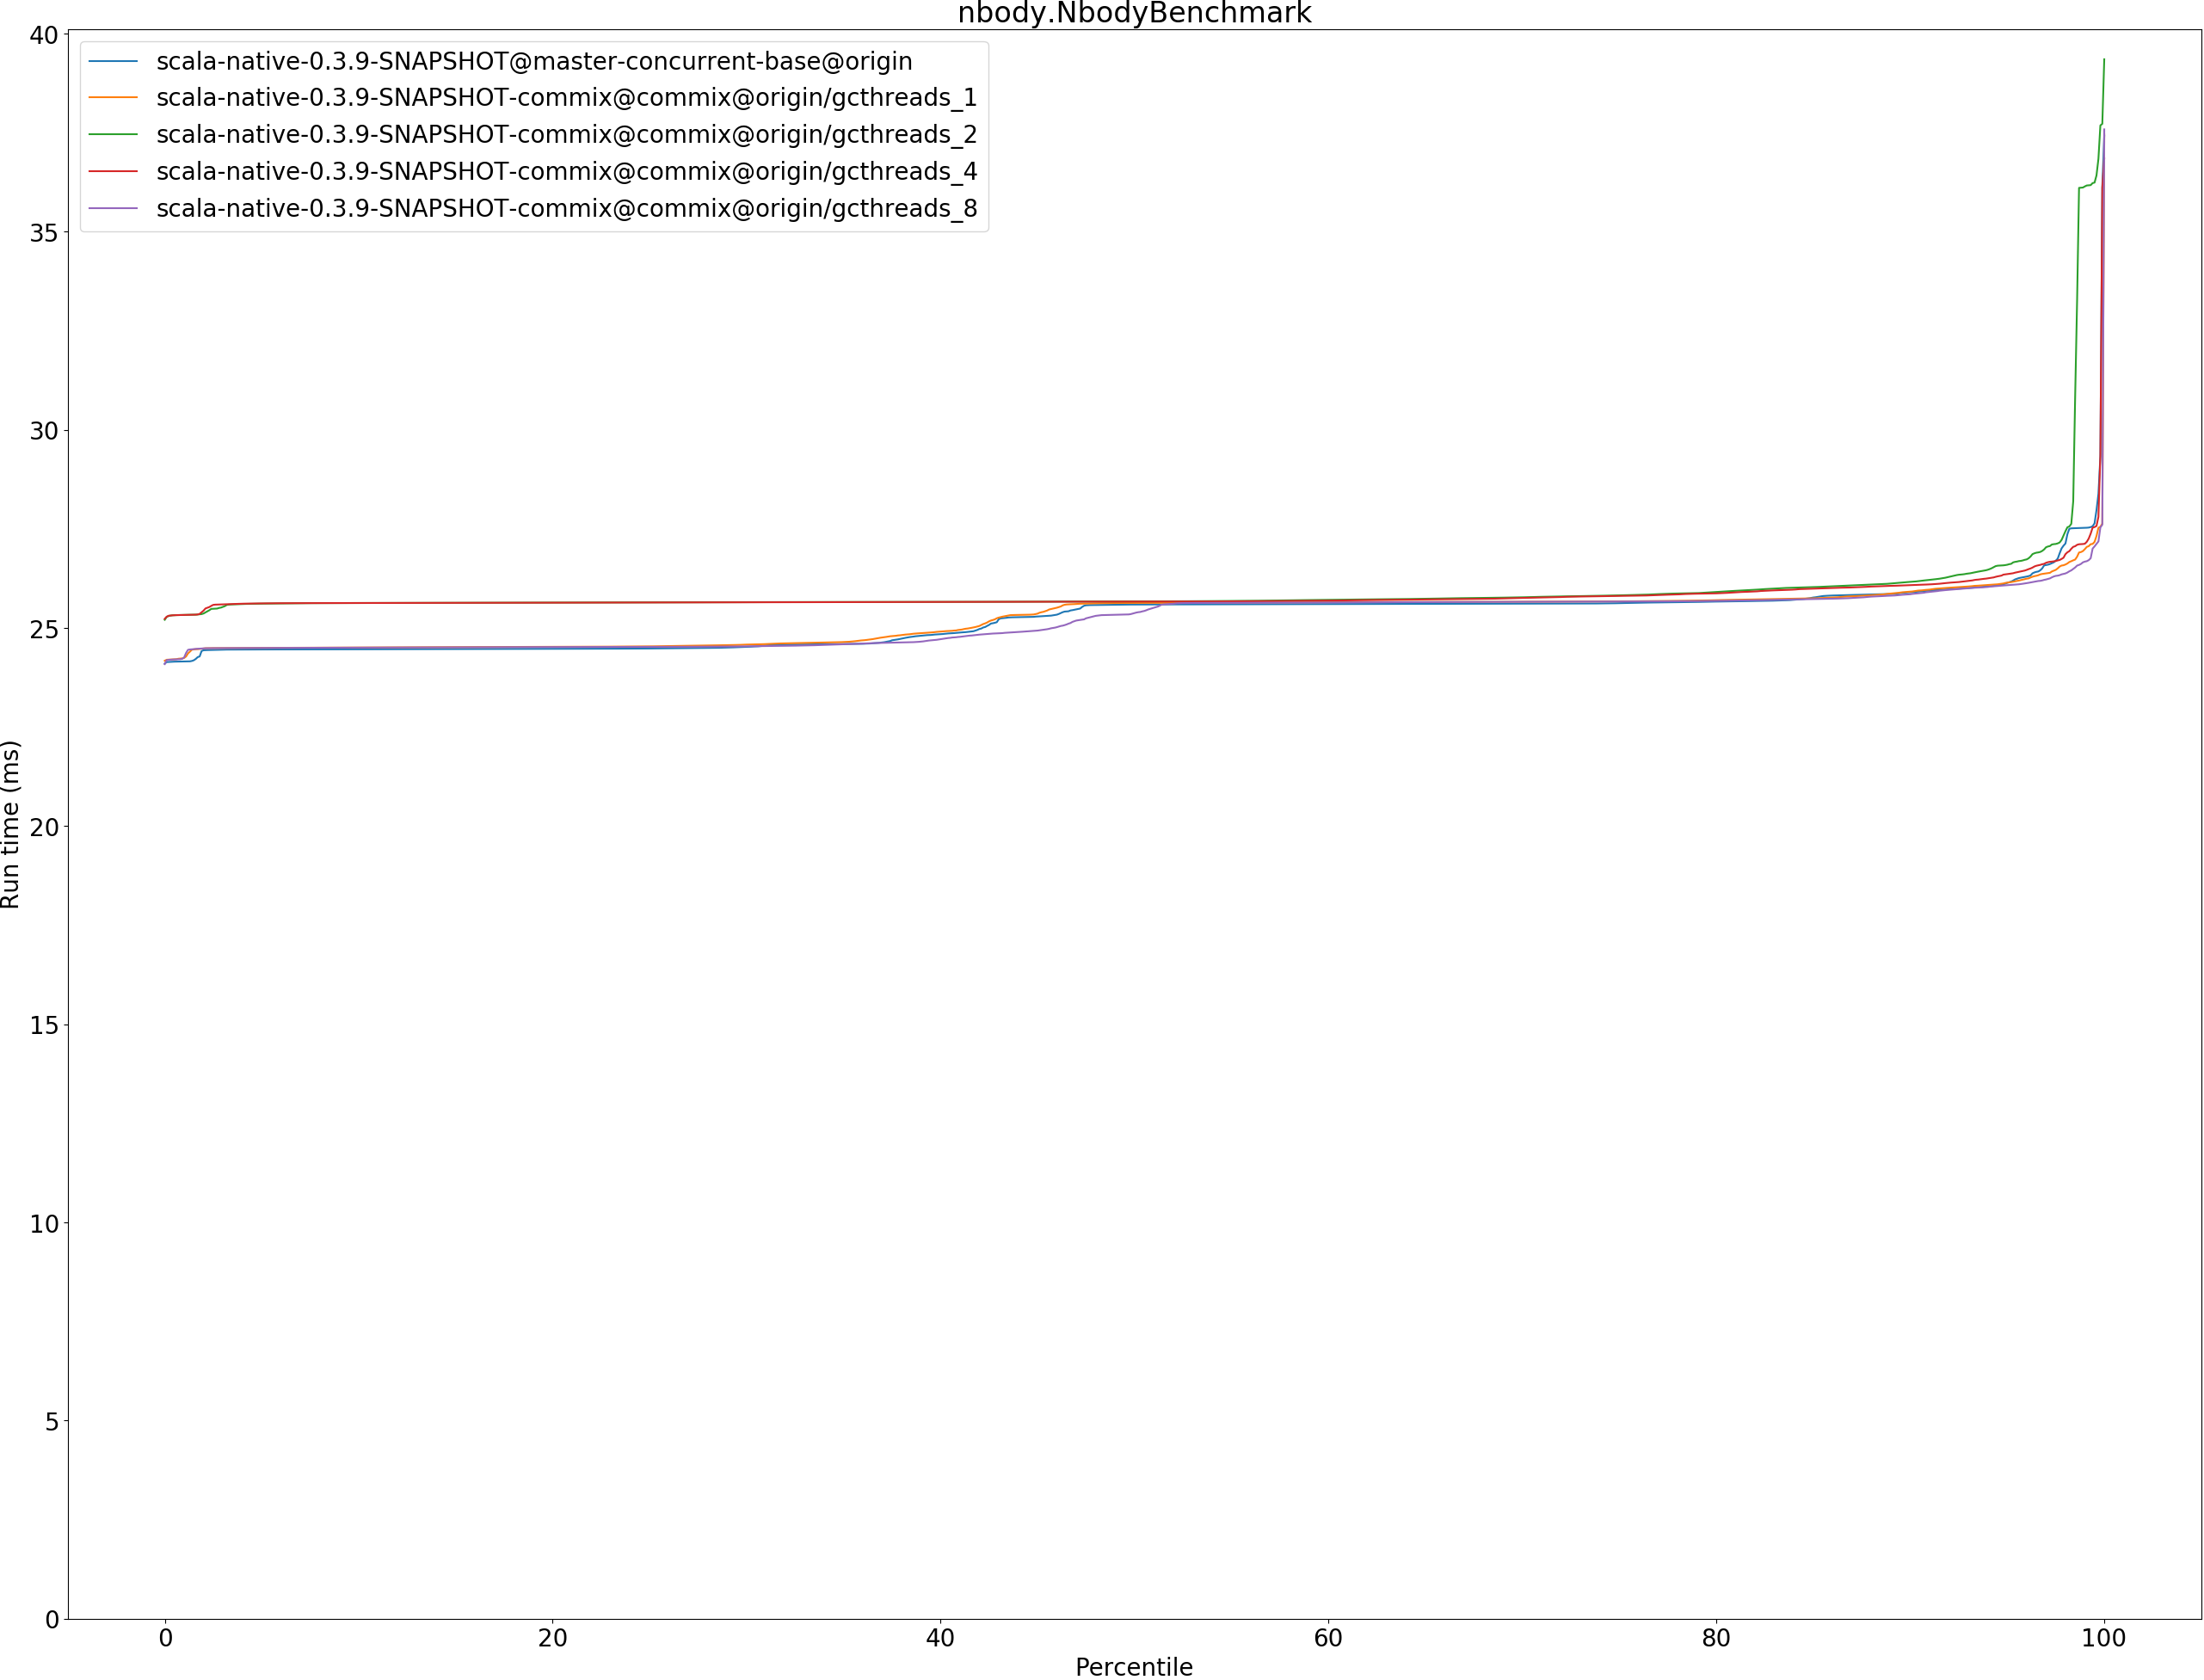 nbody.NbodyBenchmark
40
scala-native-0.3.9-SNAPSHOT@master-concurrent-base@origin
scala-native-0.3.9-SNAPSHOT-commix@commix@origin/gcthreads_1
scala-native-0.3.9-SNAPSHOT-commix@commix@origin/gcthreads_2
scala-native-0.3.9-SNAPSHOT-commix@commix@origin/gcthreads_4
scala-native-0.3.9-SNAPSHOT-commix@commix@origin/gcthreads_8
35
30
25
20
15
10
5
0
Run time (ms)
0 20 40 60 80 100
Percentile